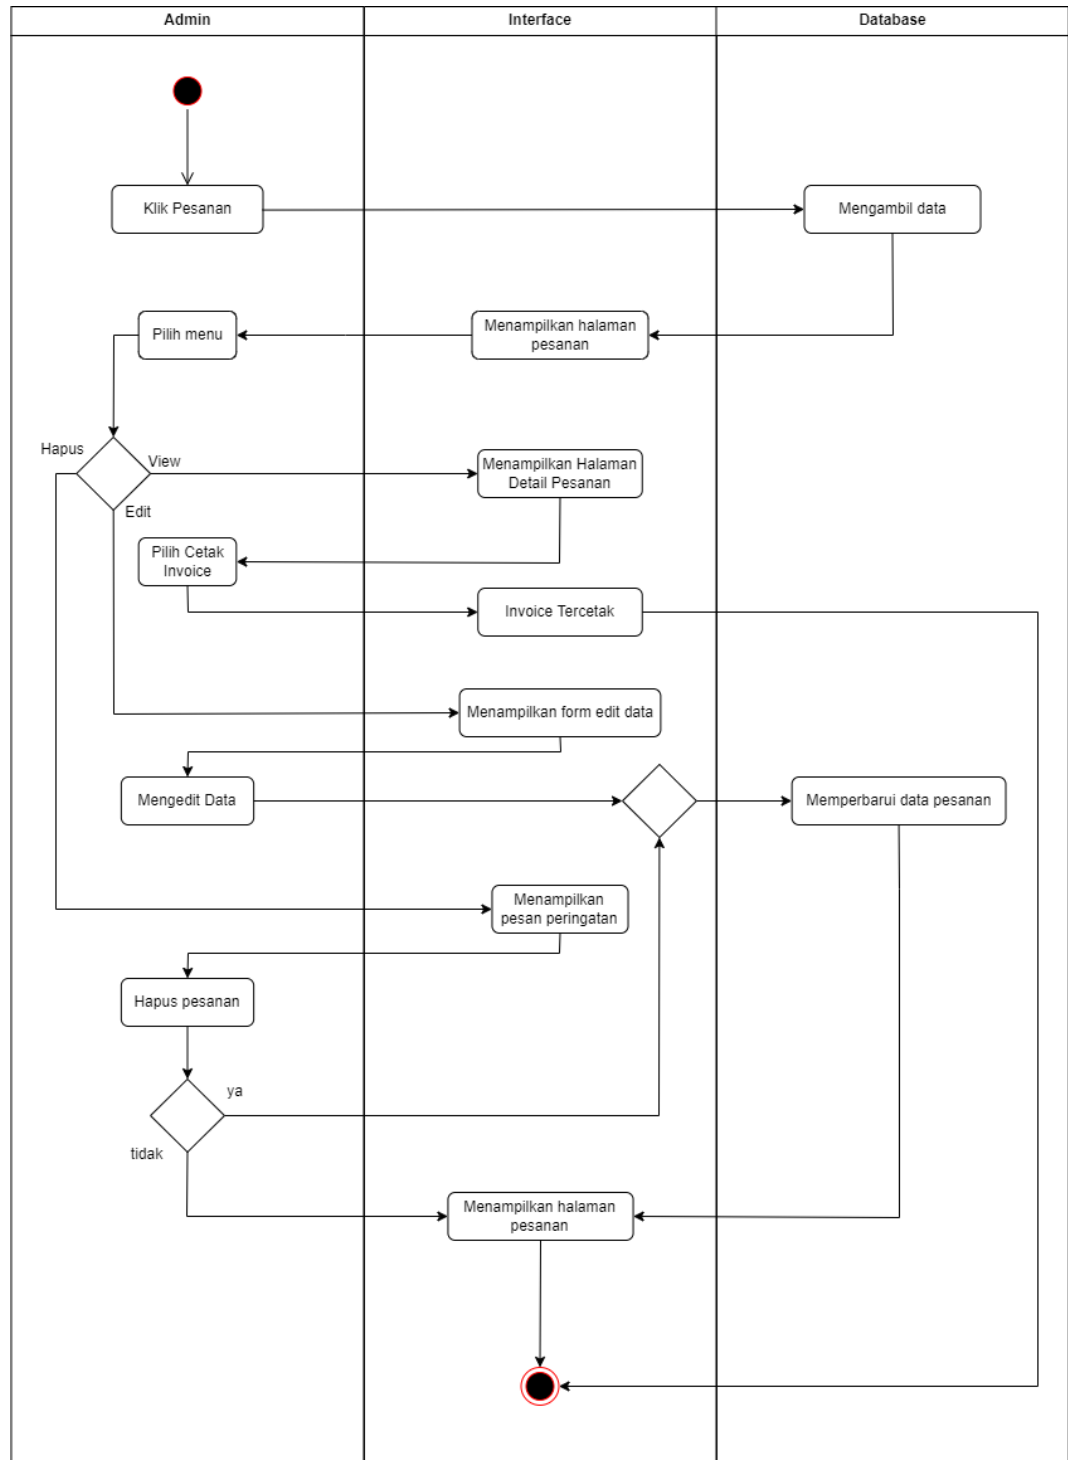 Admin
Interface
Database
Klik Pesanan
Mengambil data
Pilih menu
Menampilkan halaman
pesanan
Hapus
View
Edit
Menampilkan Halaman
Detail Pesanan
Pilih Cetak
Invoice
Invoice Tercetak
Menampilkan form edit data
Mengedit Data
Memperbarui data pesanan
Menampilkan
pesan peringatan
Hapus pesanan
ya
tidak
Menampilkan halaman
pesanan